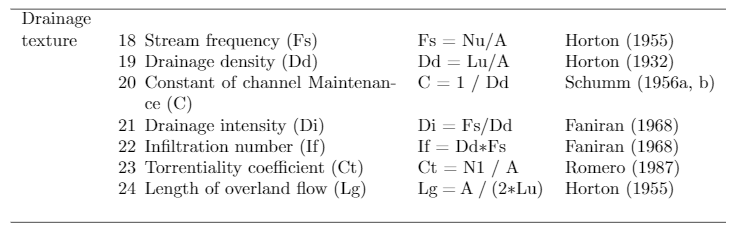 Drainage
texture 18 Stream frequency (Fs) Fs = Nu/A Horton (1955)
19 Drainage density (Dd) Dd = Lu/A Horton (1932)
20 Constant of channel Maintenan- C = 1 / Dd Schumm (1956a, b)
ce (C)
21 Drainage intensity (Di) Di = Fs/Dd Faniran (1968)
22 Infiltration number (If) If = Dd*Fs Faniran (1968)
23 Torrentiality coefficient (Ct) Ct = N1 / A Romero (1987)
24 Length of overland flow (Lg) Lg = A / (2*Lu) Horton (1955)